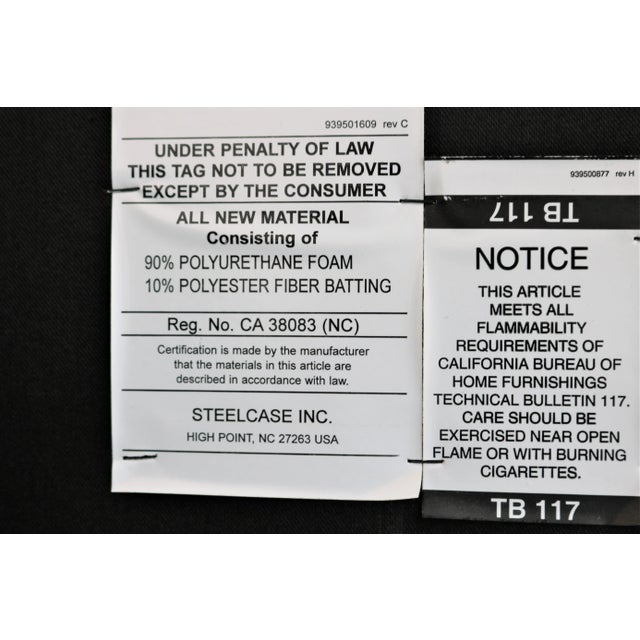 939501609 rev C
UNDER PENALTY OF LAW
THIS TAG NOT TO BE REMOVED
EXCEPT BY THE CONSUMER
ALL NEW MATERIAL
Consisting of
90% POLYURETHANE FOAM
10% POLYESTER FIBER BATTING
Reg. No. CA 38083 (NC)
Certification is made by the manufacturer
that the materials in this article are
described in accordance with law.
STEELCASE INC.
HIGH POINT, NC 27263 USA
939500877 rev H
TB 117
NOTICE
THIS ARTICLE
MEETS ALL
FLAMMABILITY
REQUIREMENTS OF
CALIFORNIA BUREAU OF
HOME FURNISHINGS
TECHNICAL BULLETIN 117.
CARE SHOULD BE
EXERCISED NEAR OPEN
FLAME OR WITH BURNING
CIGARETTES.
TB 117